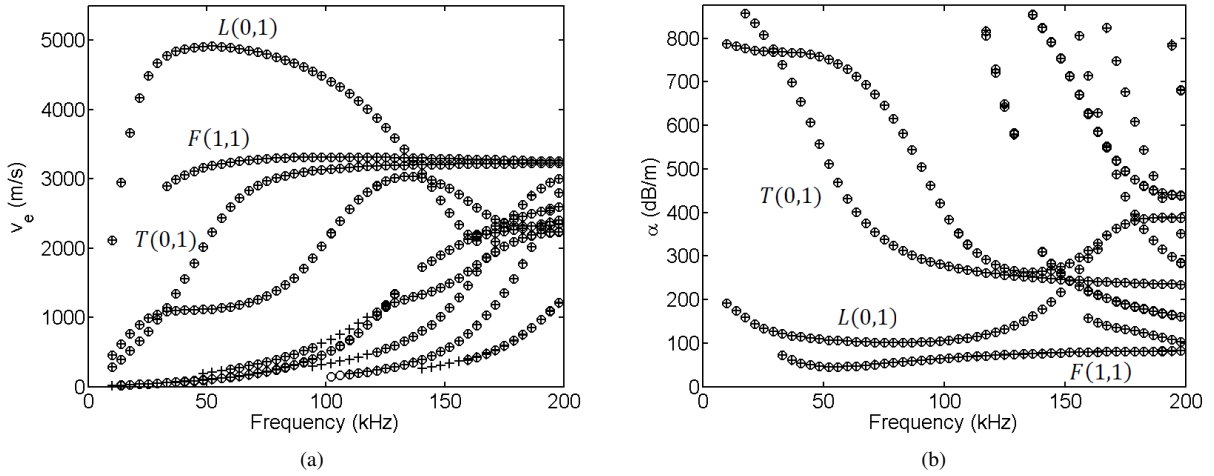 5000
4000
3000
2000
1000
0
0
50
100
150
200
v_e (m/s)
Frequency (kHz)
L(0,1)
F(1,1)
T(0,1)
(a)
800
700
600
500
400
300
200
100
0
0
50
100
150
200
α (dB/m)
Frequency (kHz)
T(0,1)
L(0,1)
F(1,1)
(b)